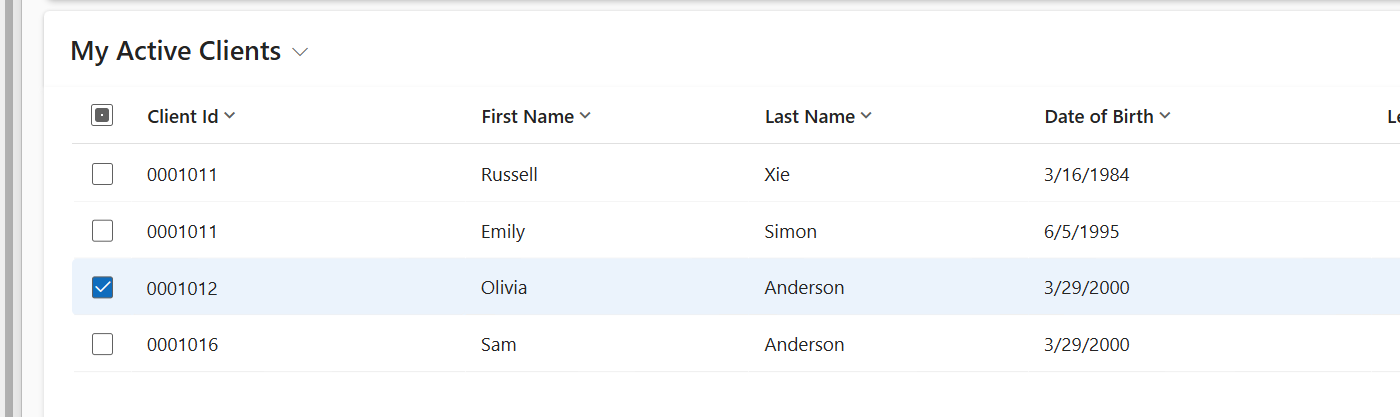 My Active Clients
Client Id First Name Last Name Date of Birth
0001011 Russell Xie 3/16/1984
0001011 Emily Simon 6/5/1995
0001012 Olivia Anderson 3/29/2000
0001016 Sam Anderson 3/29/2000